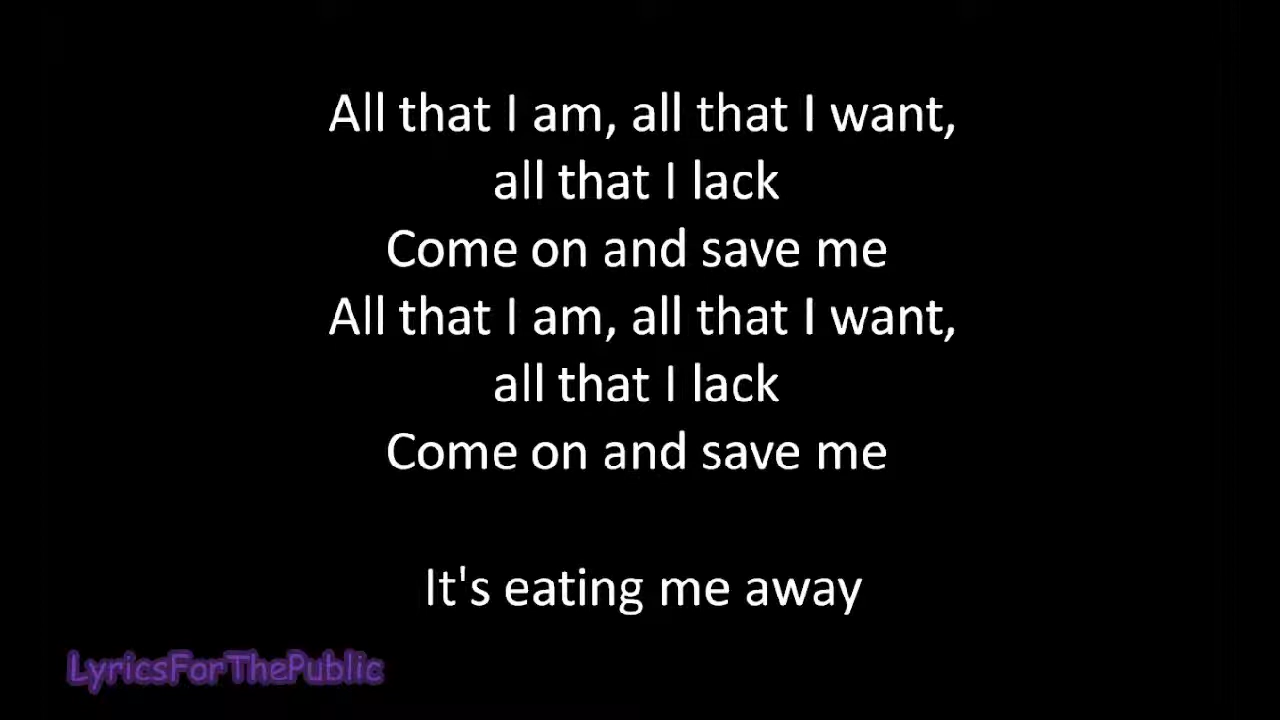 All that I am, all that I want,
all that I lack
Come on and save me
All that I am, all that I want,
all that I lack
Come on and save me
It's eating me away
LyricsForThePublic